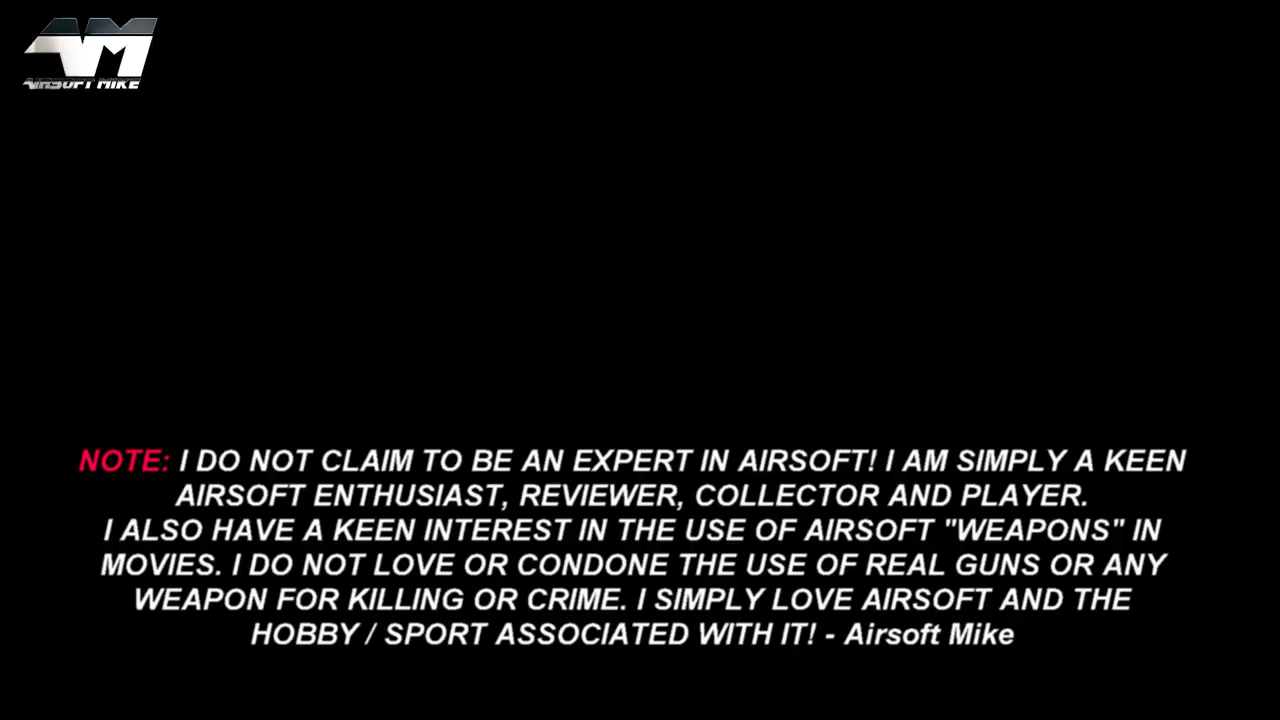 AM
AIRSOFT MIKE
NOTE: I DO NOT CLAIM TO BE AN EXPERT IN AIRSOFT! I AM SIMPLY A KEEN
AIRSOFT ENTHUSIAST, REVIEWER, COLLECTOR AND PLAYER.
I ALSO HAVE A KEEN INTEREST IN THE USE OF AIRSOFT "WEAPONS" IN
MOVIES. I DO NOT LOVE OR CONDONE THE USE OF REAL GUNS OR ANY
WEAPON FOR KILLING OR CRIME. I SIMPLY LOVE AIRSOFT AND THE
HOBBY / SPORT ASSOCIATED WITH IT! - Airsoft Mike